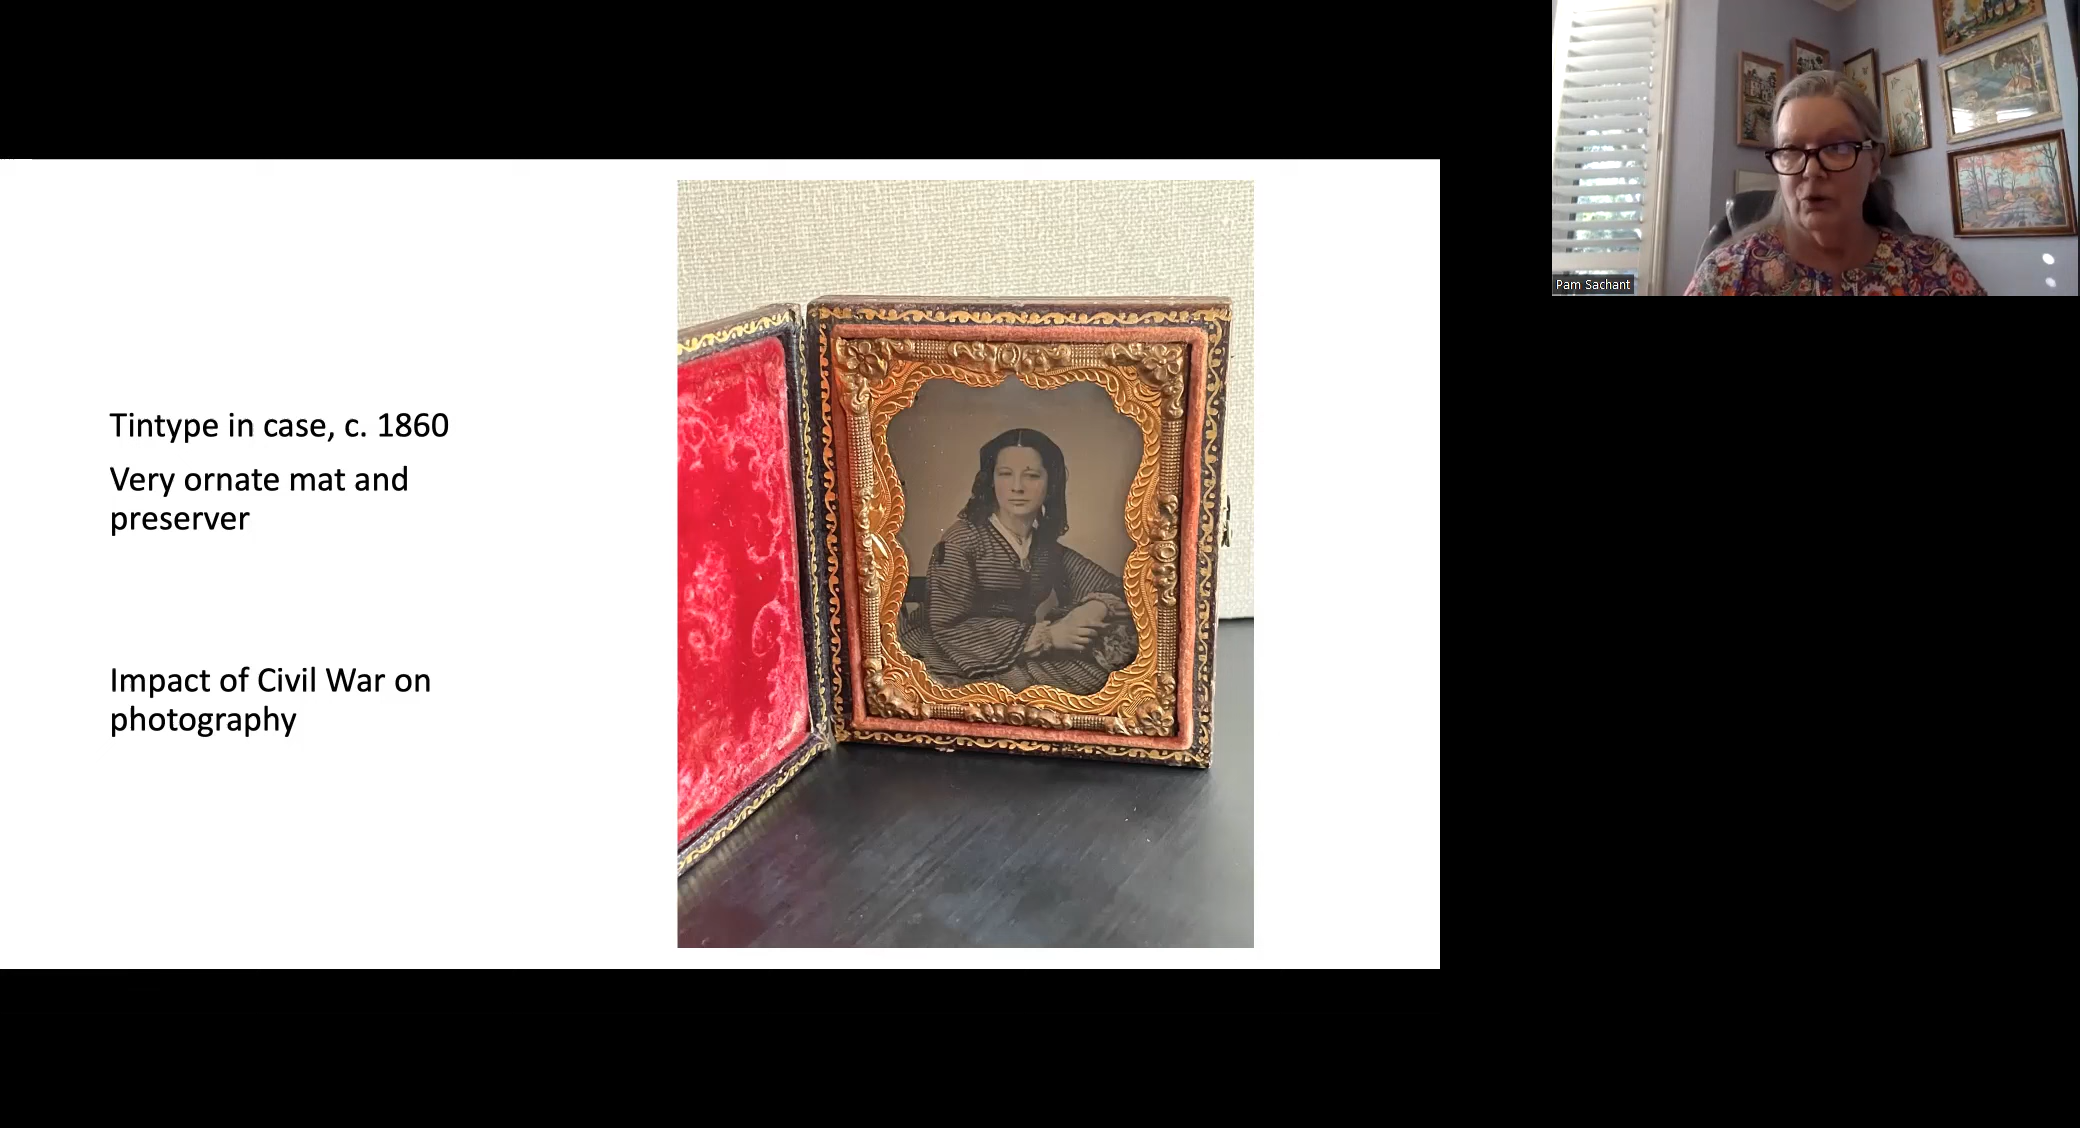 Tintype in case, c. 1860
Very ornate mat and
preserver
Impact of Civil War on
photography
Pam Sachant